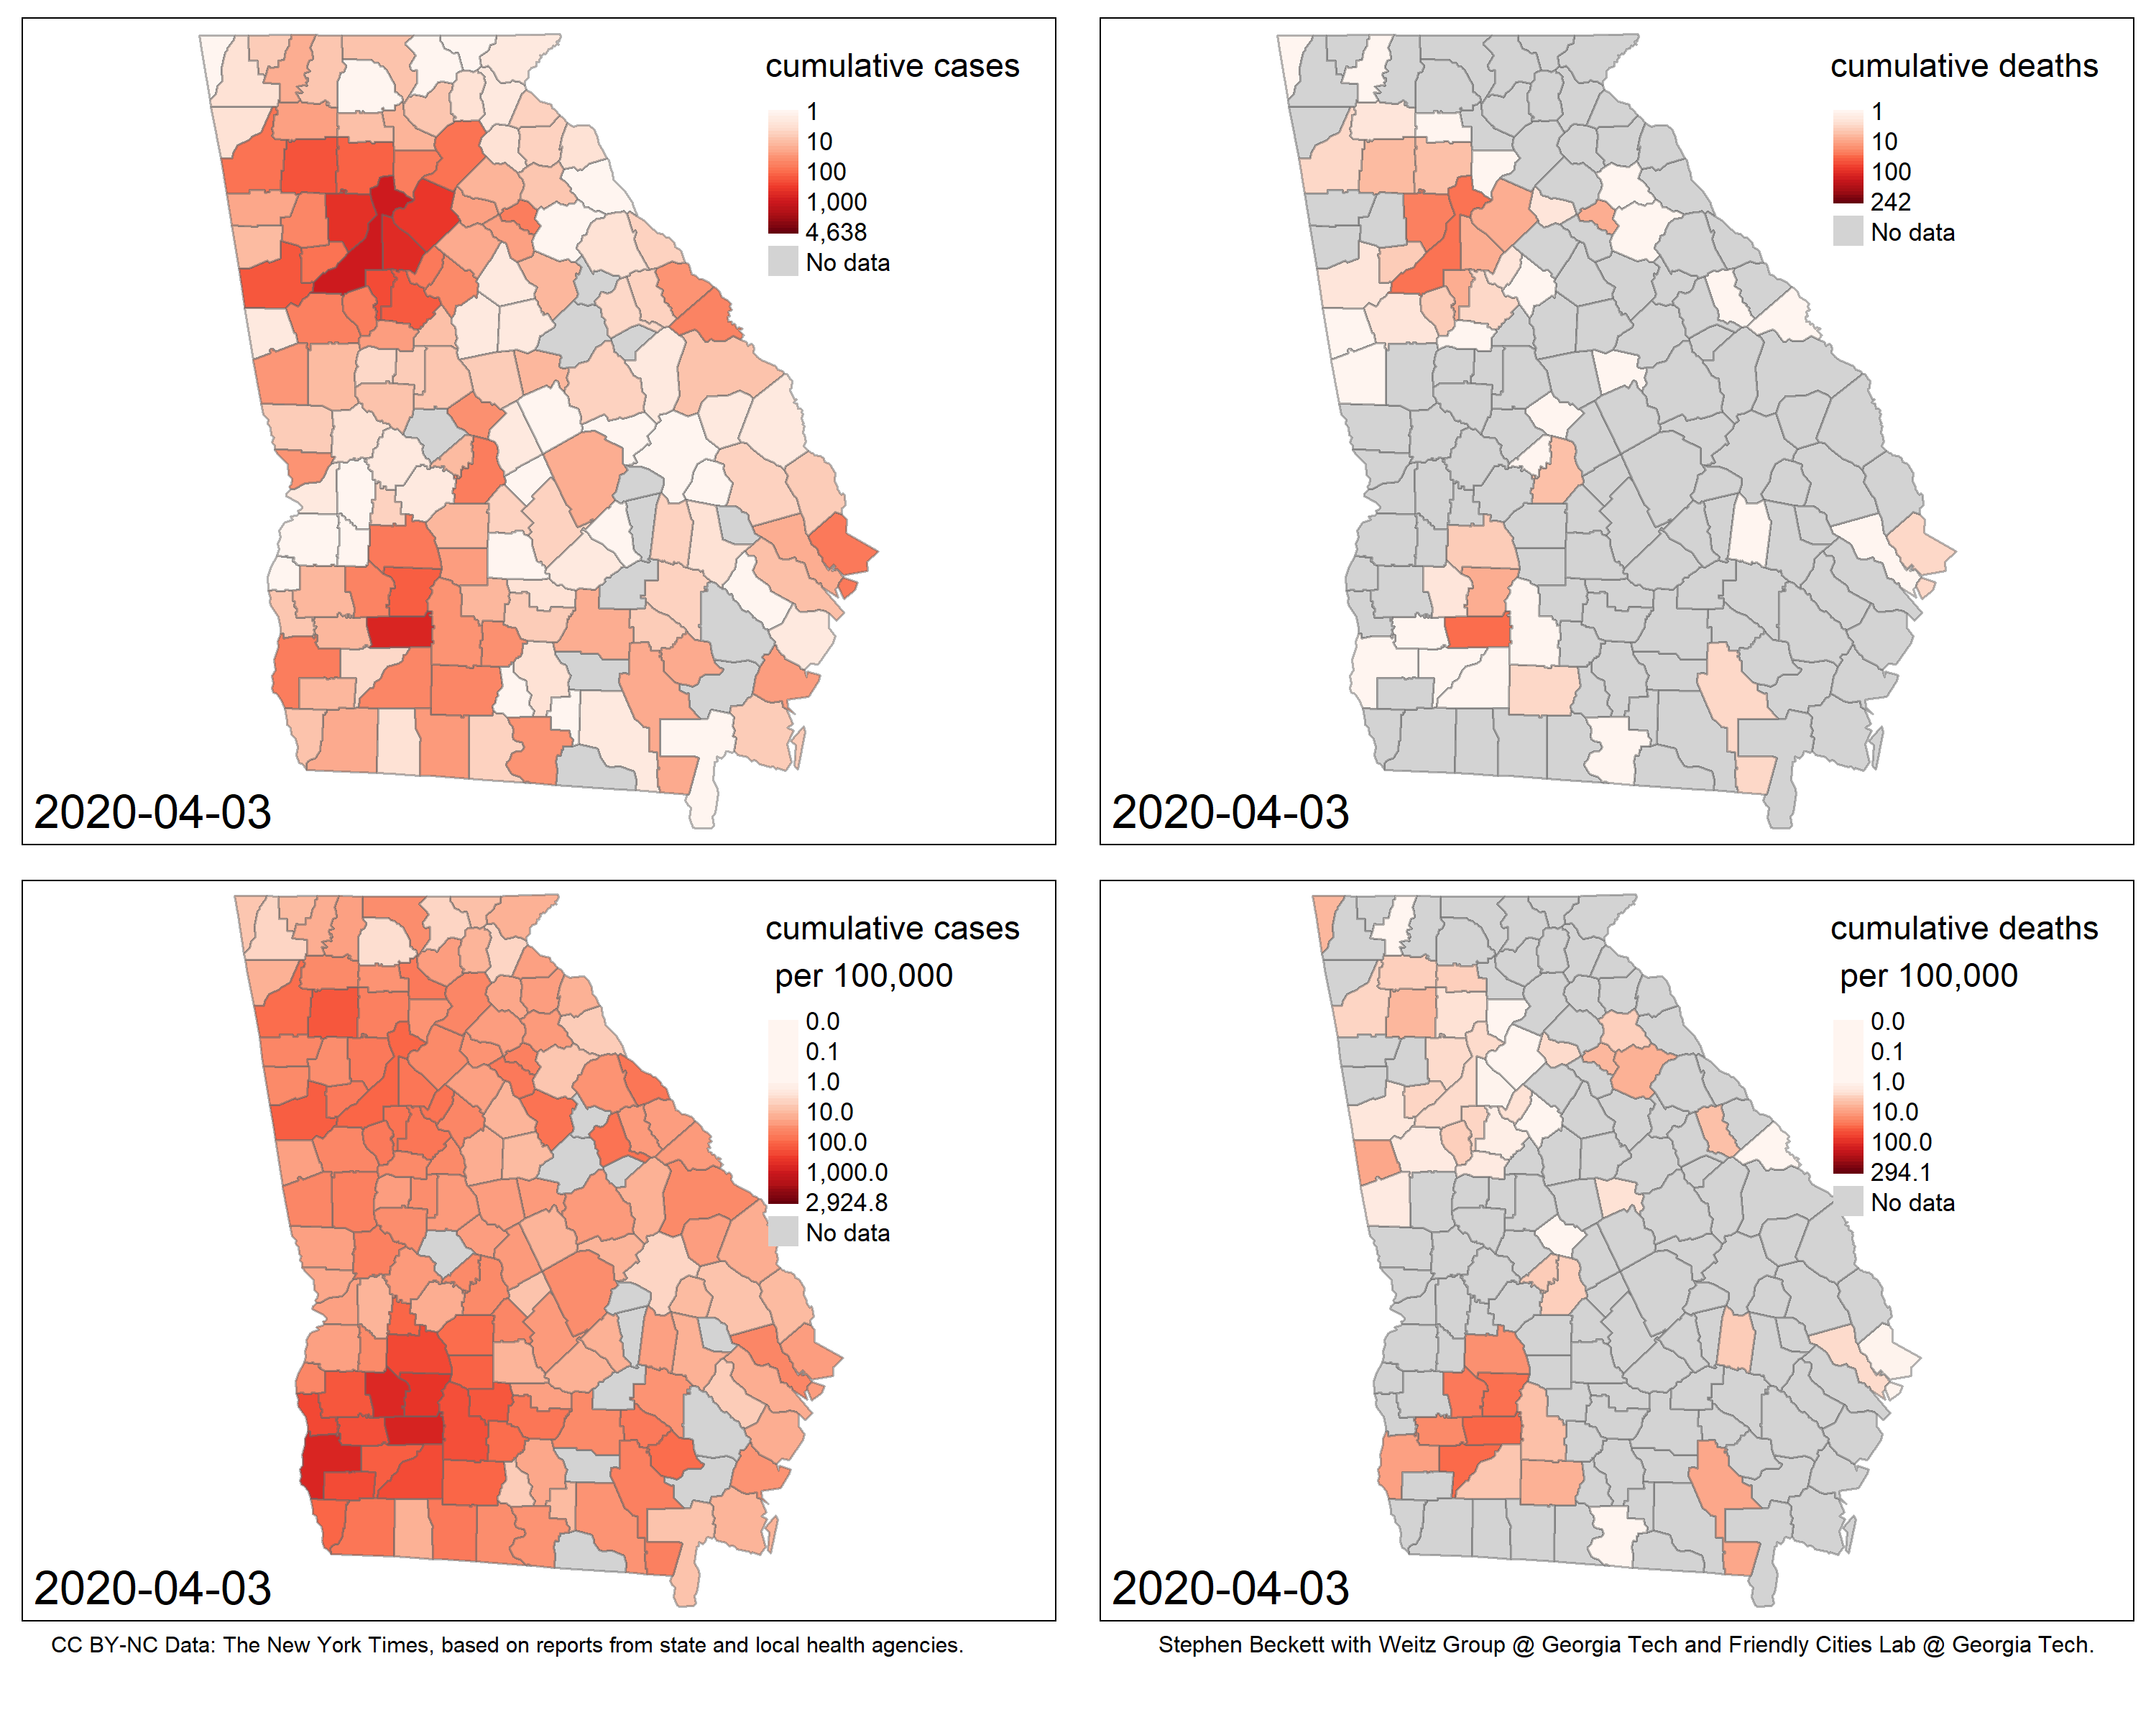 cumulative cases
1
10
100
1,000
4,638
No data
2020-04-03
cumulative deaths
1
10
100
242
No data
2020-04-03
cumulative cases
per 100,000
0.0
0.1
1.0
10.0
100.0
1,000.0
2,924.8
No data
2020-04-03
cumulative deaths
per 100,000
0.0
0.1
1.0
10.0
100.0
294.1
No data
2020-04-03
CC BY-NC Data: The New York Times, based on reports from state and local health agencies.
Stephen Beckett with Weitz Group @ Georgia Tech and Friendly Cities Lab @ Georgia Tech.